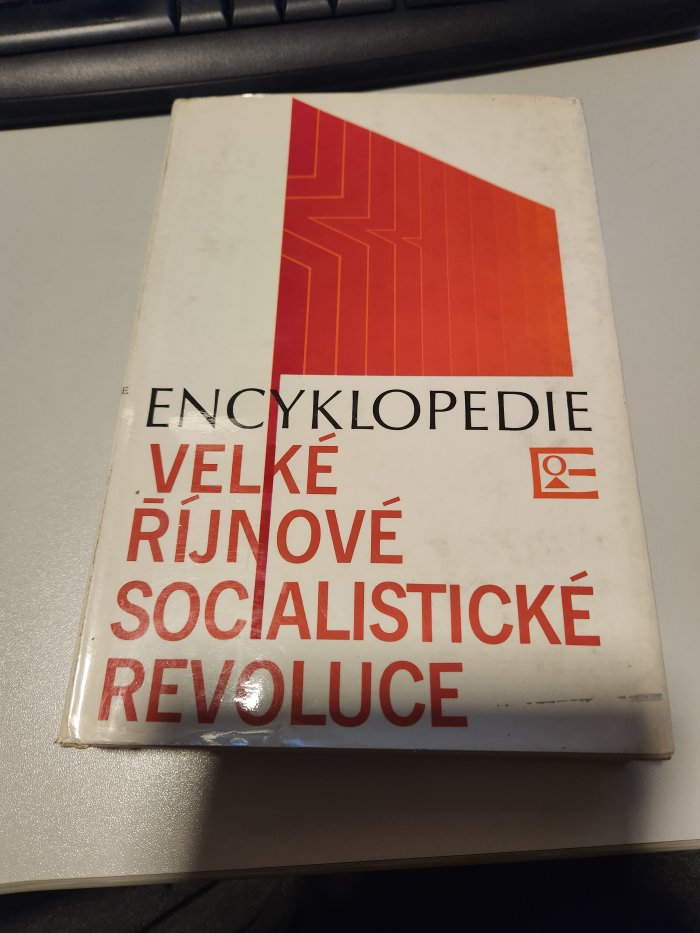 ENCYKLOPEDIE
VELKÉ
ŘÍJNOVÉ
SOCIALISTICKÉ
REVOLUCE
E